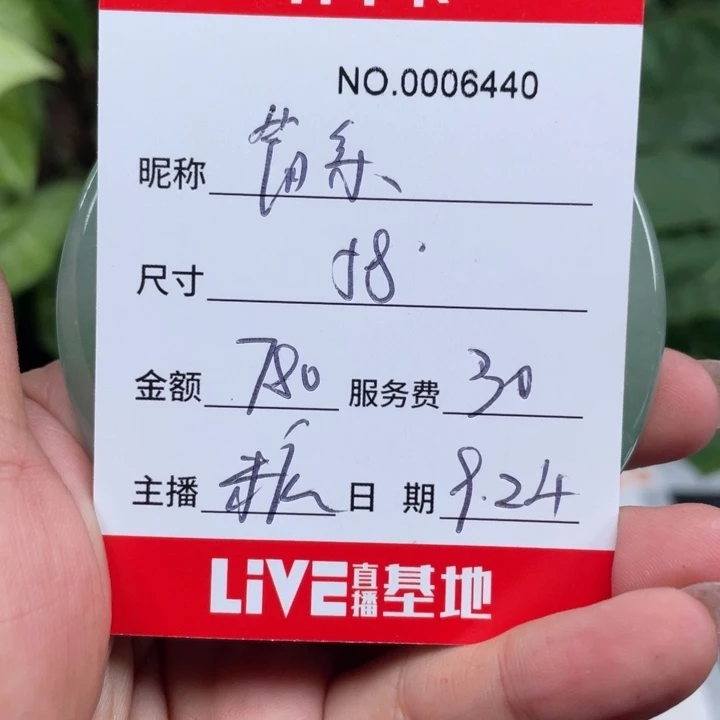 NO.0006440
昵称
尺寸 58
金额 780 服务费 30
主播 日 期 9.24
LiVE直播基地